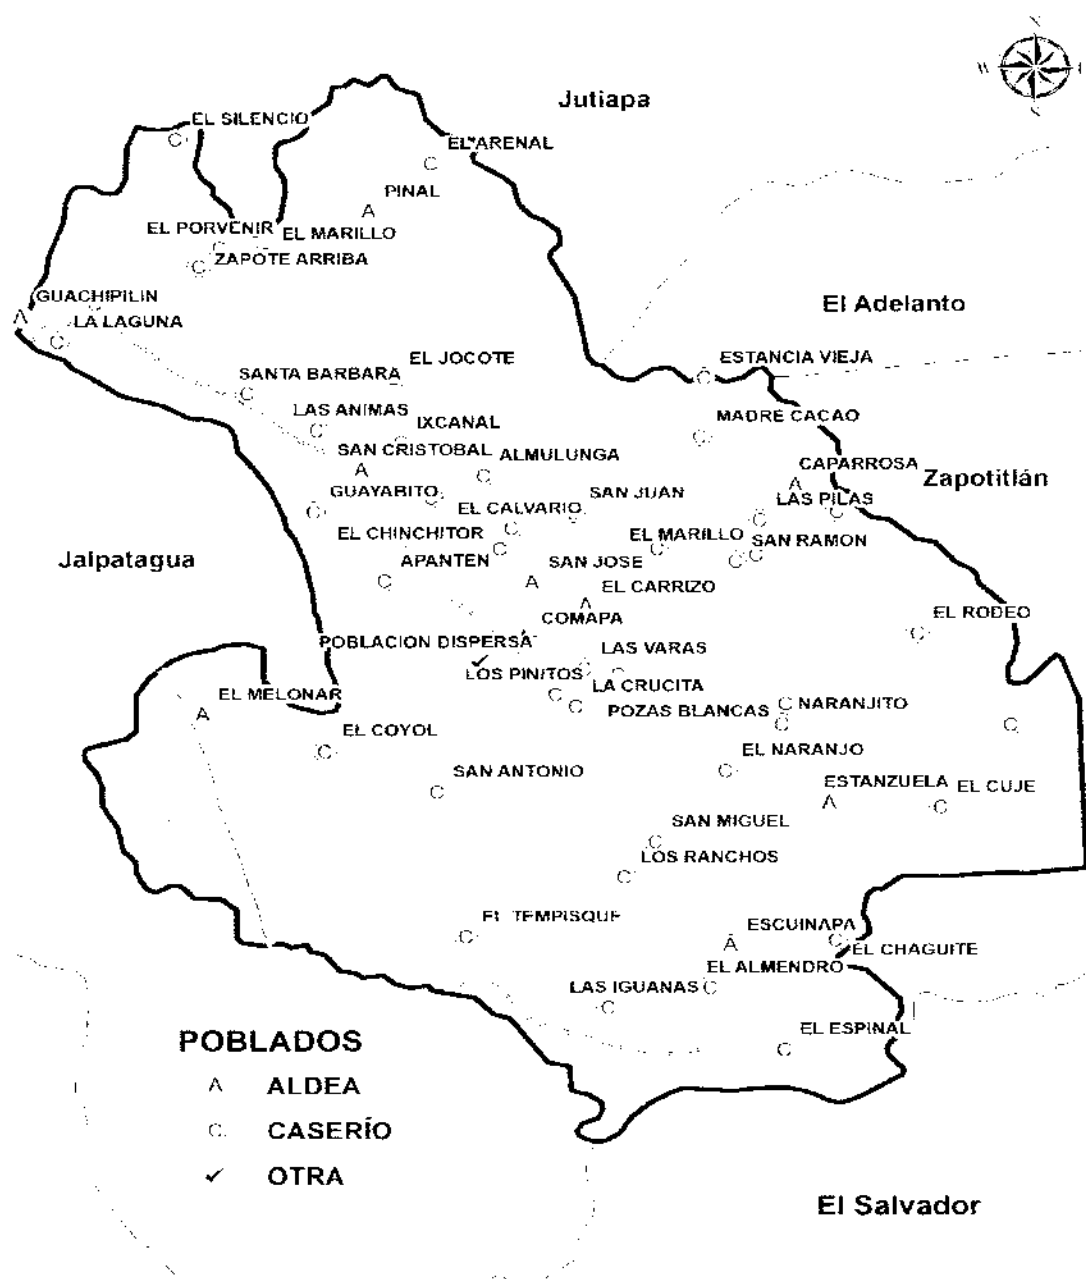 N
W
E
S
Jutiapa
EL SILENCIO
EL ARENAL
PINAL
EL PORVENIR
EL MARILLO
ZAPOTE ARRIBA
GUACHIPILIN
LA LAGUNA
El Adelanto
EL JOCOTE
ESTANCIA VIEJA
SANTA BARBARA
LAS ANIMAS
IXCANAL
MADRE CACAO
SAN CRISTOBAL
ALMULUNGA
CAPARROSA
Zapotitlán
GUAYABITO
SAN JUAN
LAS PILAS
EL CALVARIO
EL CHINCHITOR
EL MARILLO
SAN RAMON
Jalpatagua
APANTEN
SAN JOSE
EL CARRIZO
COMAPA
EL RODEO
POBLACION DISPERSA
LAS VARAS
LOS PINITOS
LA CRUCITA
EL MELONAR
POZAS BLANCAS
NARANJITO
EL COYOL
EL NARANJO
SAN ANTONIO
ESTANZUELA
EL CUJE
SAN MIGUEL
LOS RANCHOS
EL TEMPISQUE
ESCUINAPA
EL CHAGUITE
EL ALMENDRO
LAS IGUANAS
EL ESPINAL
POBLADOS
A ALDEA
C CASERÍO
✓ OTRA
El Salvador